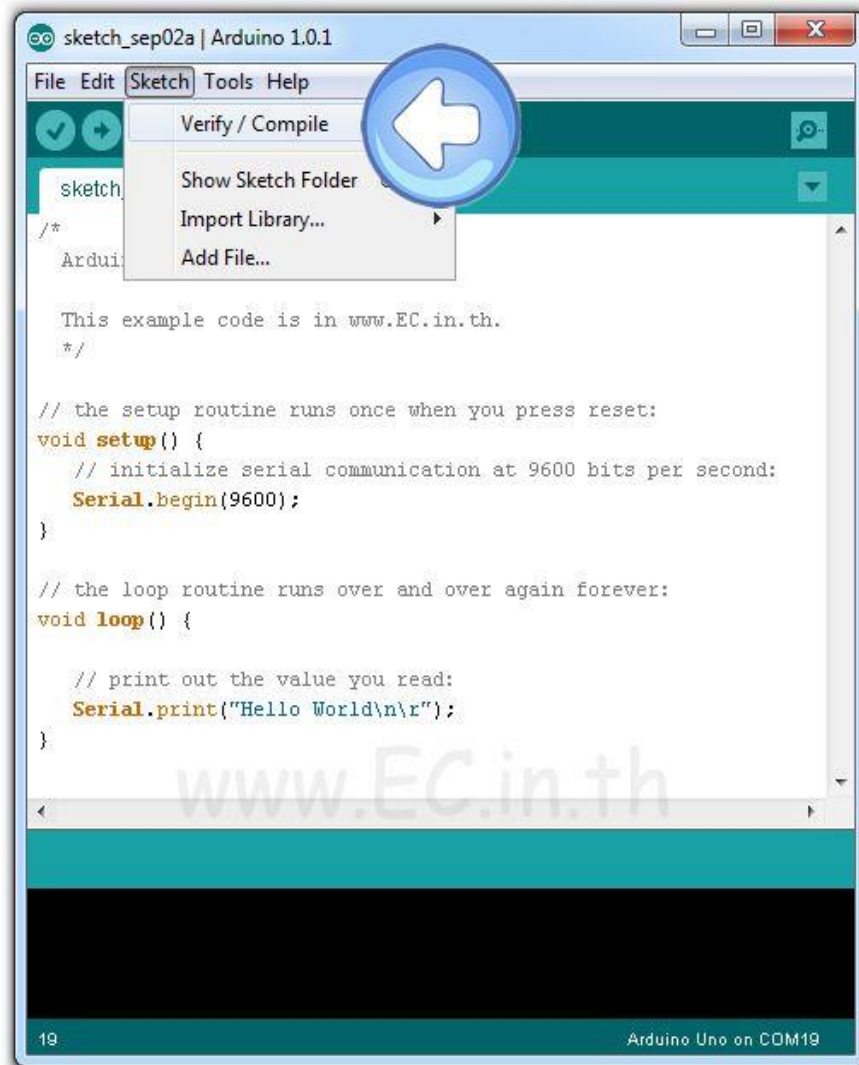 sketch_sep02a | Arduino 1.0.1
File Edit Sketch Tools Help
Verify / Compile
sketch_
Show Sketch Folder
Import Library...
Add File...
/*
Ardui
This example code is in www.EC.in.th.
*/
// the setup routine runs once when you press reset:
void setup() {
// initialize serial communication at 9600 bits per second:
Serial.begin(9600);
}
// the loop routine runs over and over again forever:
void loop() {
// print out the value you read:
Serial.print("Hello World\n\r");
}
www.EC.in.th
19
Arduino Uno on COM19